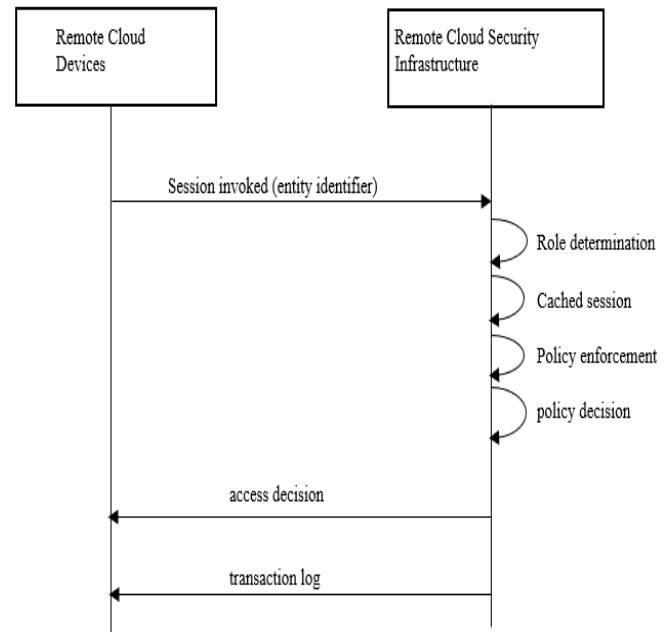 Remote Cloud
Devices
Remote Cloud Security
Infrastructure
Session invoked (entity identifier)
Role determination
Cached session
Policy enforcement
policy decision
access decision
transaction log